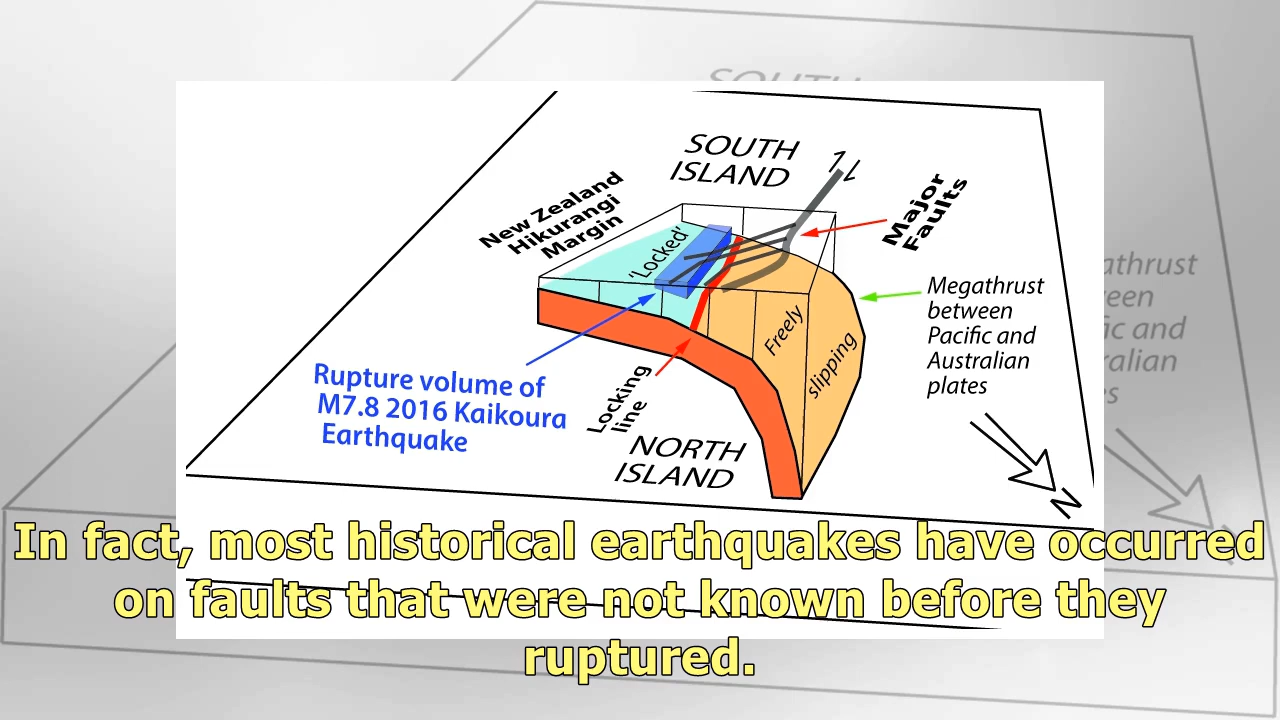 SOUTH
ISLAND
New Zealand
Hikurangi
Margin
'Locked'
Major
Faults
Megathrust
between
Pacific and
Australian
plates
Freely
slipping
Rupture volume of
M7.8 2016 Kaikoura
Earthquake
Locking
line
NORTH
ISLAND
N
In fact, most historical earthquakes have occurred
on faults that were not known before they
ruptured.